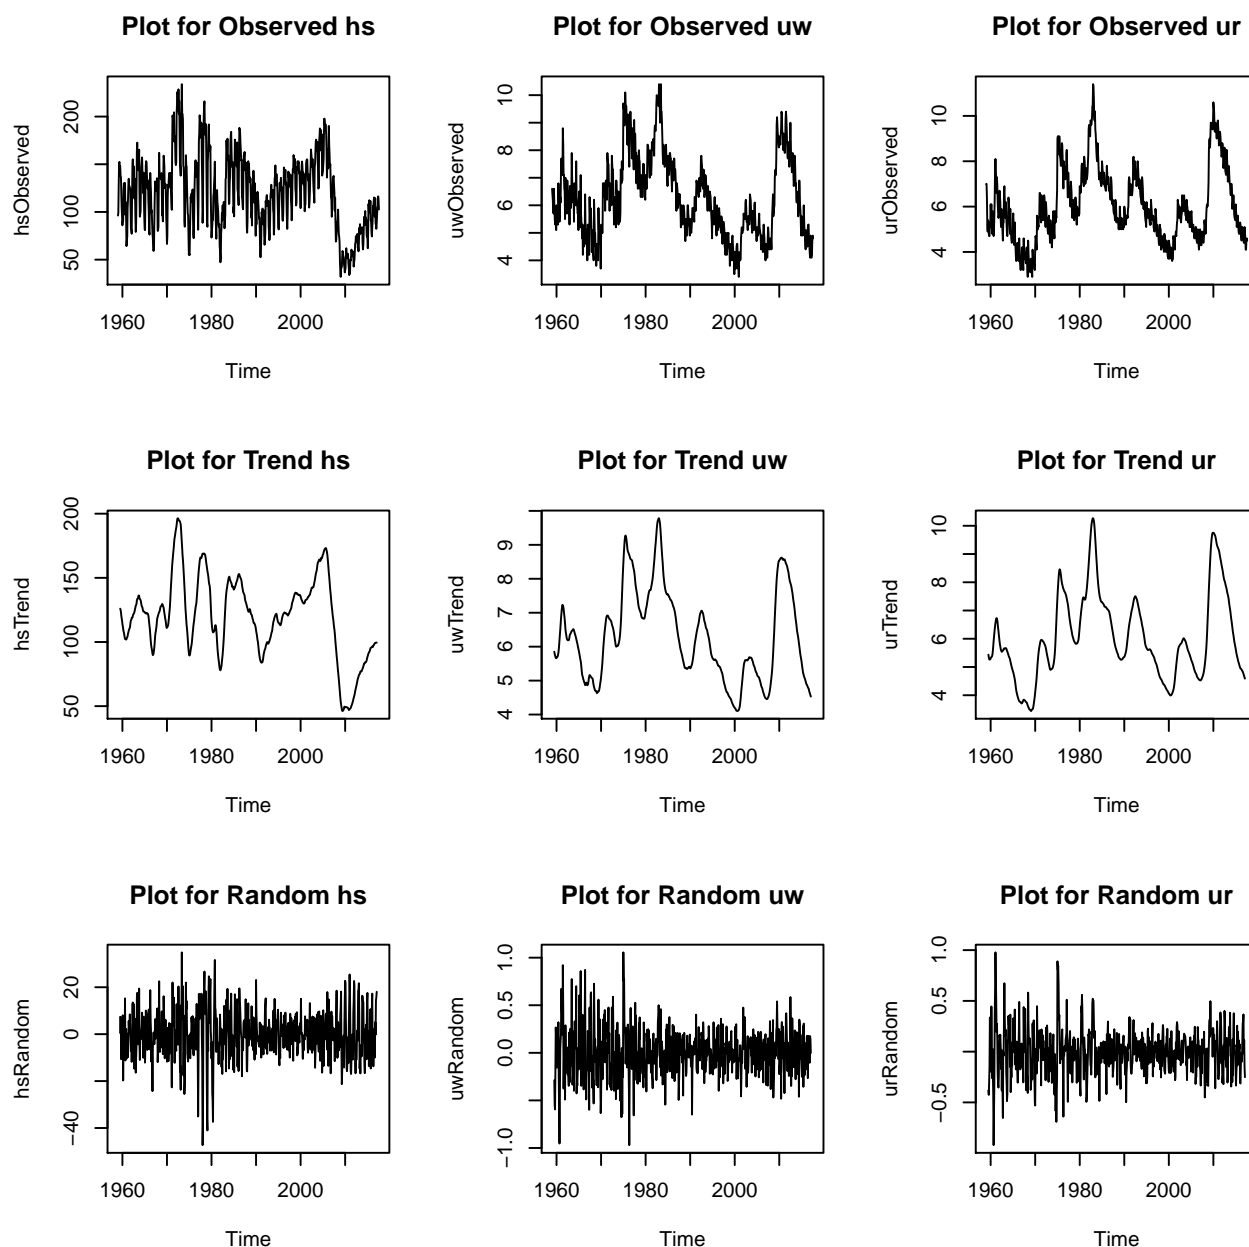 Plot for Observed hs
hsObserved
50
100
200
1960
1980
2000
Time
Plot for Observed uw
uwObserved
4
6
8
10
1960
1980
2000
Time
Plot for Observed ur
urObserved
4
6
8
10
1960
1980
2000
Time
Plot for Trend hs
hsTrend
50
100
150
200
1960
1980
2000
Time
Plot for Trend uw
uwTrend
4
5
6
7
8
9
1960
1980
2000
Time
Plot for Trend ur
urTrend
4
6
8
10
1960
1980
2000
Time
Plot for Random hs
hsRandom
−40
0
20
1960
1980
2000
Time
Plot for Random uw
uwRandom
−1.0
0.0
0.5
1.0
1960
1980
2000
Time
Plot for Random ur
urRandom
−0.5
0.5
1.0
1960
1980
2000
Time